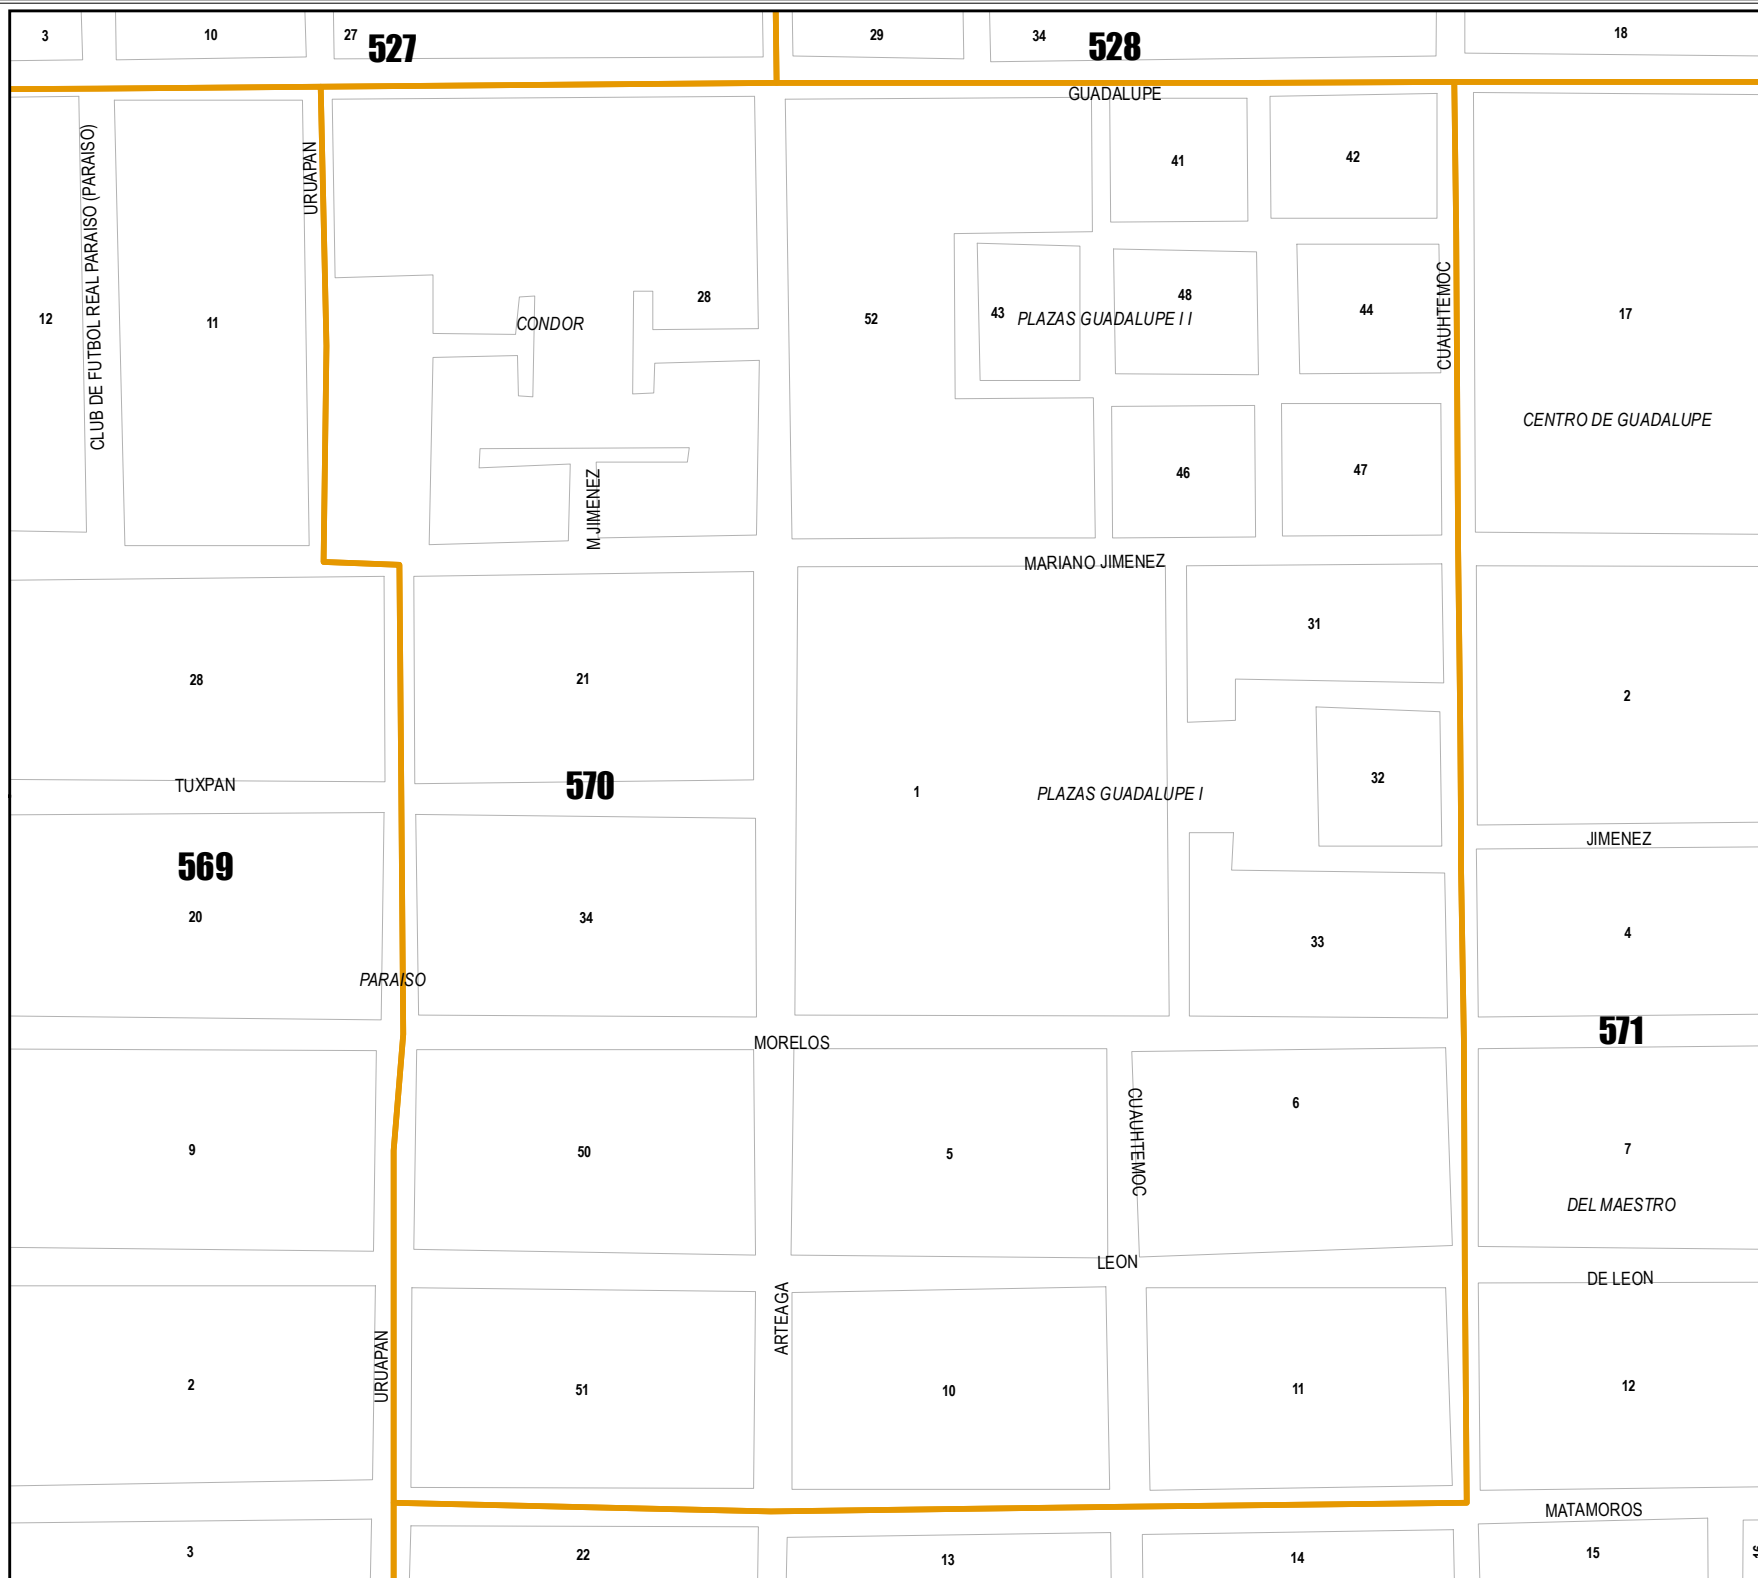 3
10
27
527
29
34
528
18
GUADALUPE
CLUB DE FUTBOL REAL PARAISO (PARAISO)
URUAPAN
41
42
12
11
CONDOR
28
52
43
PLAZAS GUADALUPE I I
48
44
CUAUHTEMOC
17
CENTRO DE GUADALUPE
46
47
M JIMENEZ
MARIANO JIMENEZ
28
21
31
2
TUXPAN
570
1
PLAZAS GUADALUPE I
32
JIMENEZ
569
20
34
33
4
PARAISO
571
MORELOS
9
50
5
CUAUHTEMOC
6
7
DEL MAESTRO
LEON
DE LEON
URUAPAN
ARTEAGA
2
51
10
11
12
MATAMOROS
3
22
13
14
15